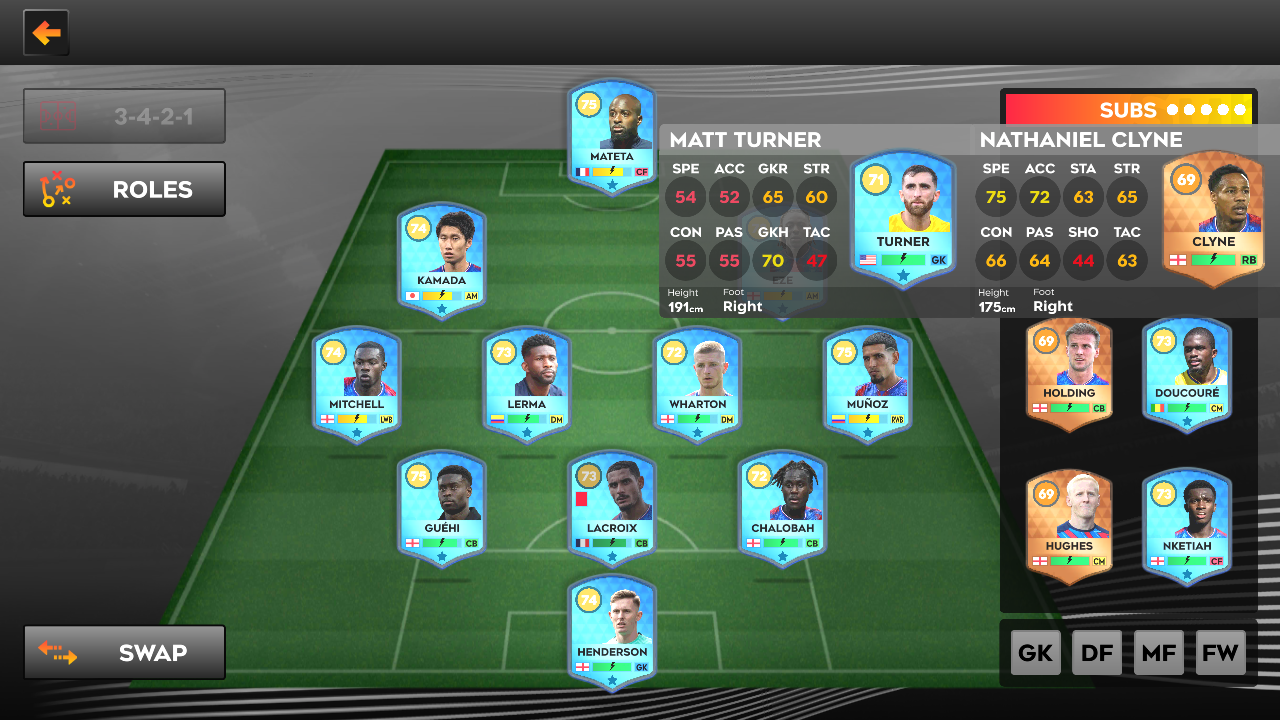 3-4-2-1
ROLES
SWAP
75
MATETA
CF
74
KAMADA
AM
EZE
AM
74
MITCHELL
LWB
73
LERMA
DM
72
WHARTON
DM
75
MUÑOZ
RWB
75
GUÉHI
CB
73
LACROIX
CB
72
CHALOBAH
CB
74
HENDERSON
GK
SUBS
MATT TURNER
SPE ACC GKR STR
54 52 65 60
CON PAS GKH TAC
55 55 70 47
Height Foot
191cm Right
71
TURNER
GK
NATHANIEL CLYNE
SPE ACC STA STR
75 72 63 65
CON PAS SHO TAC
66 64 44 63
Height Foot
175cm Right
69
CLYNE
RB
69
HOLDING
CB
73
DOUCOURÉ
CM
69
HUGHES
CM
73
NKETIAH
CF
GK DF MF FW